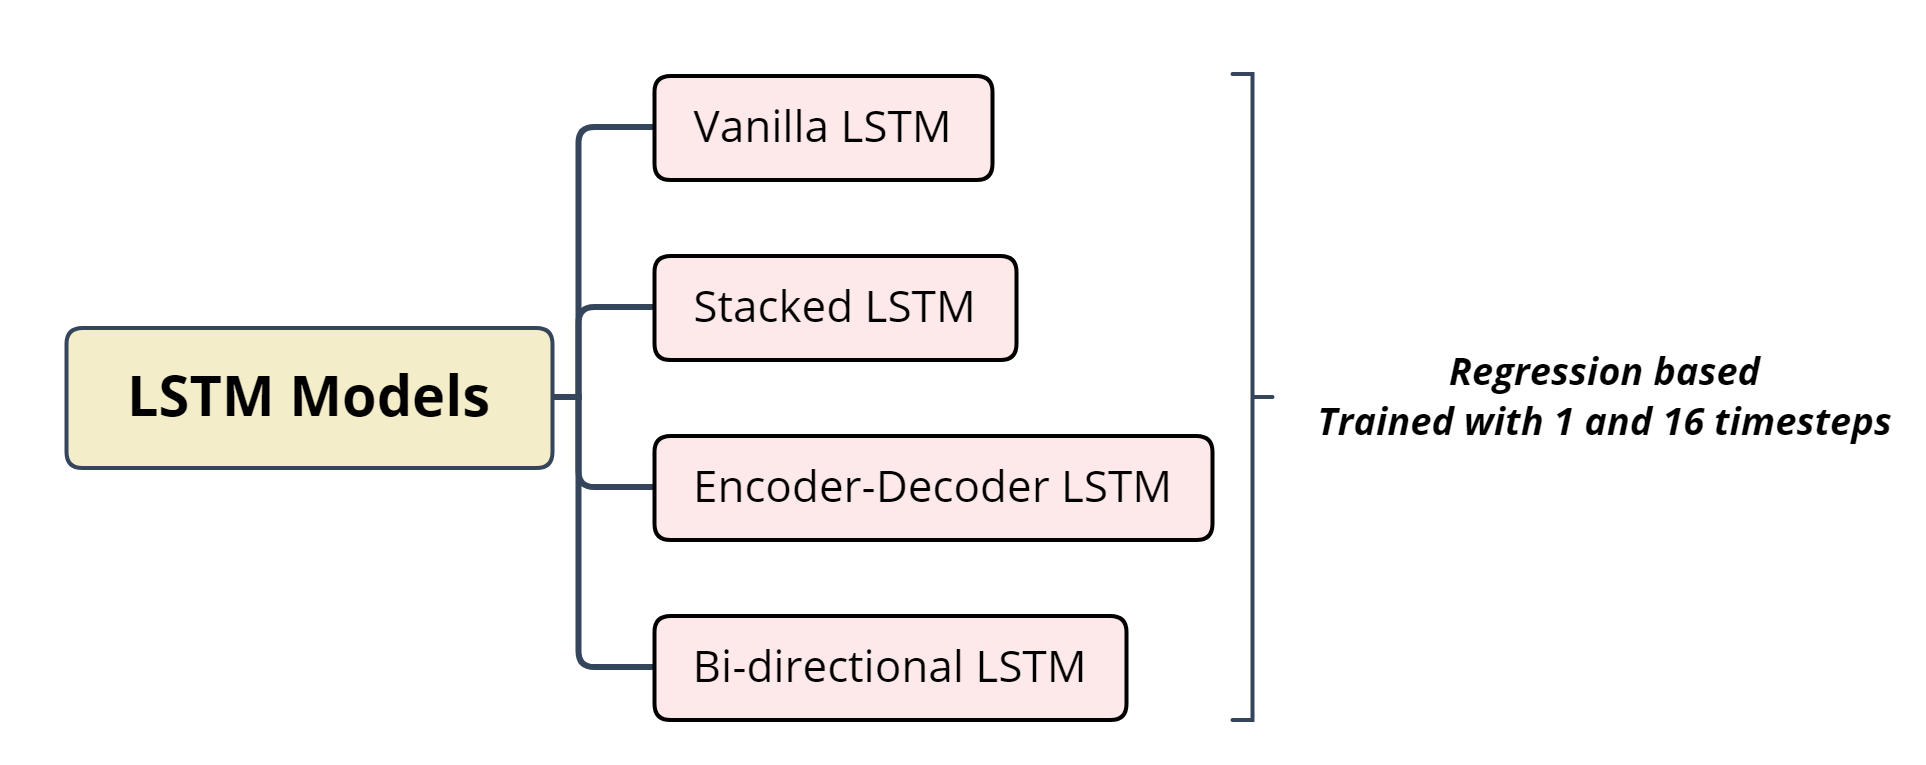 LSTM Models
Vanilla LSTM
Stacked LSTM
Encoder-Decoder LSTM
Bi-directional LSTM
Regression based
Trained with 1 and 16 timesteps